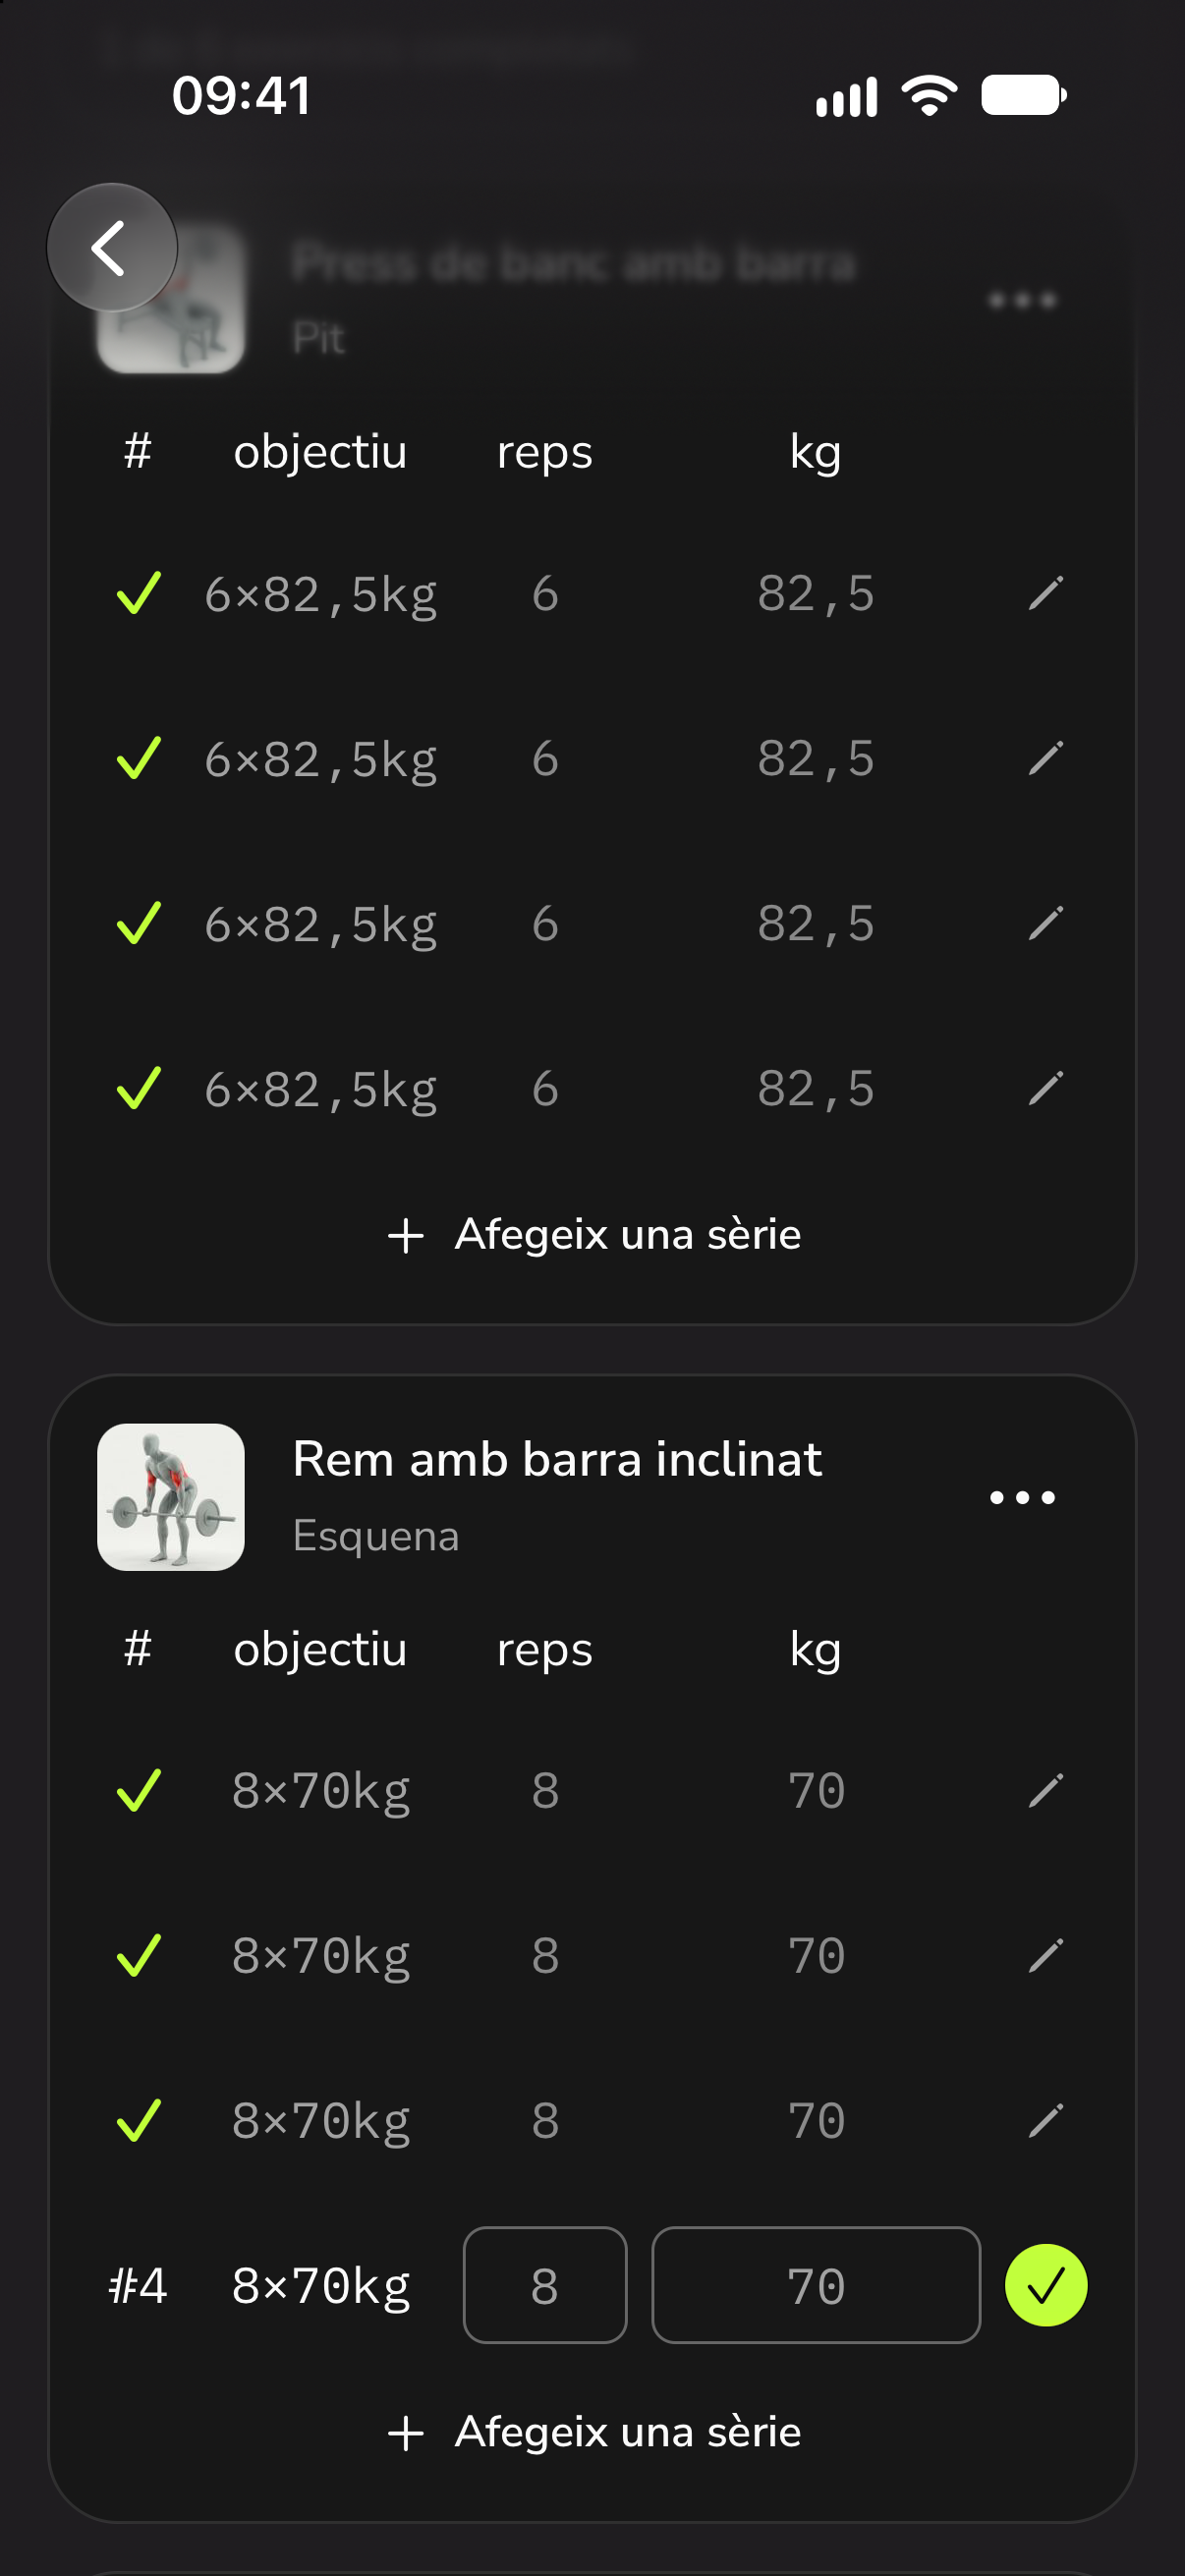 09:41
Press de banc amb barra
Pit
# objectiu reps kg
6×82,5kg 6 82,5
6×82,5kg 6 82,5
6×82,5kg 6 82,5
6×82,5kg 6 82,5
+ Afegeix una sèrie
Rem amb barra inclinat
Esquena
# objectiu reps kg
8×70kg 8 70
8×70kg 8 70
8×70kg 8 70
#4 8×70kg 8 70
+ Afegeix una sèrie